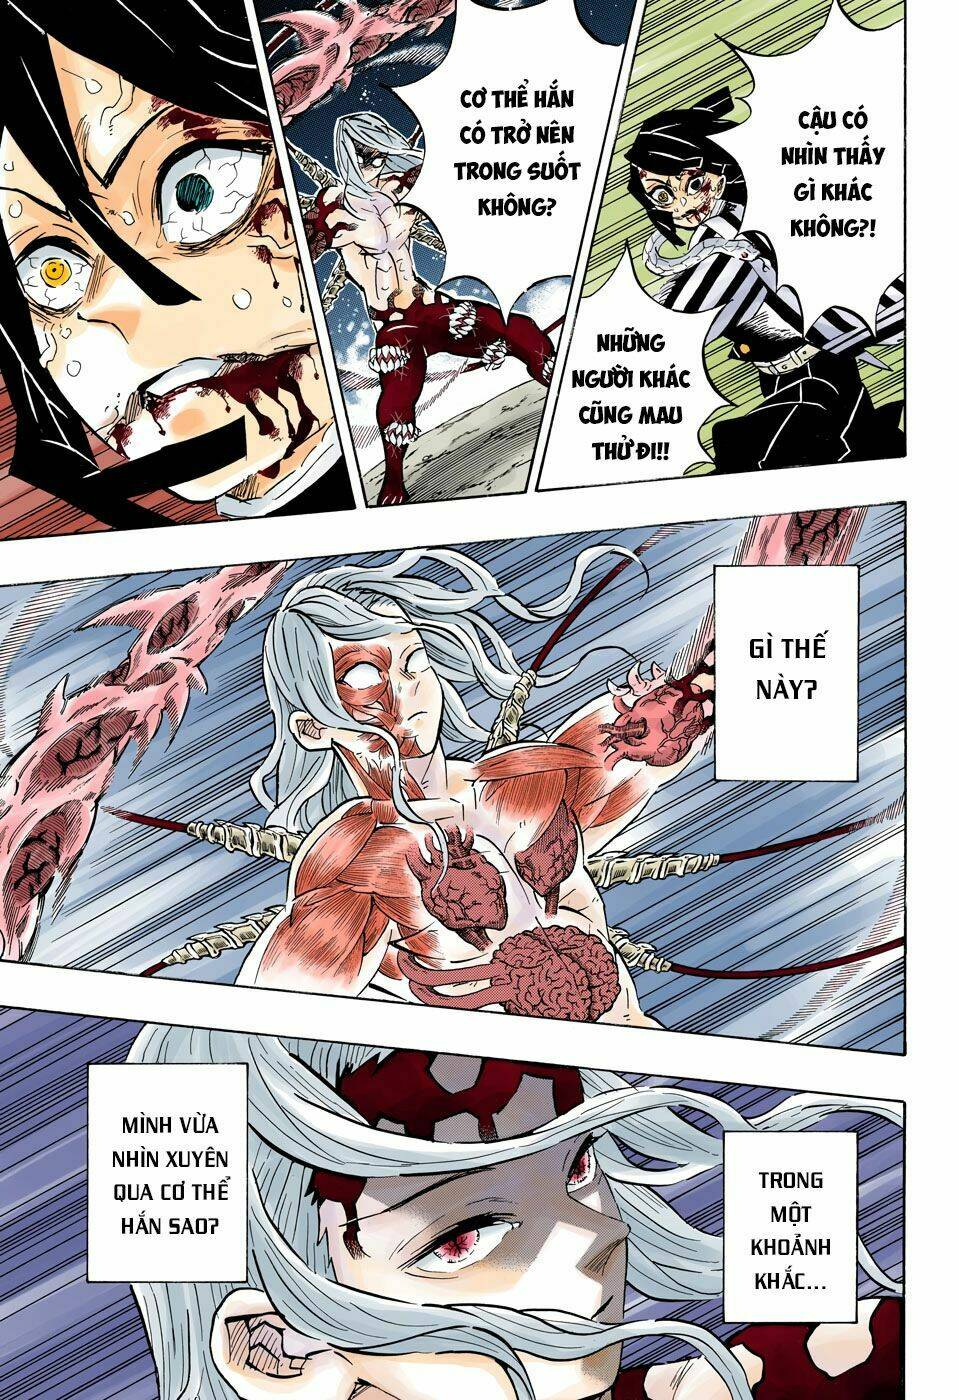 CẬU CÓ
NHÌN THẤY
GÌ KHÁC
KHÔNG?!
NHỮNG
NGƯỜI KHÁC
CŨNG MAU
THỬ ĐI!!
CƠ THỂ HẮN
CÓ TRỞ NÊN
TRONG SUỐT
KHÔNG?
GÌ THẾ
NÀY?
TRONG
MỘT
KHOẢNH
KHẮC...
MÌNH VỪA
NHÌN XUYÊN
QUA CƠ THỂ
HẮN SAO?